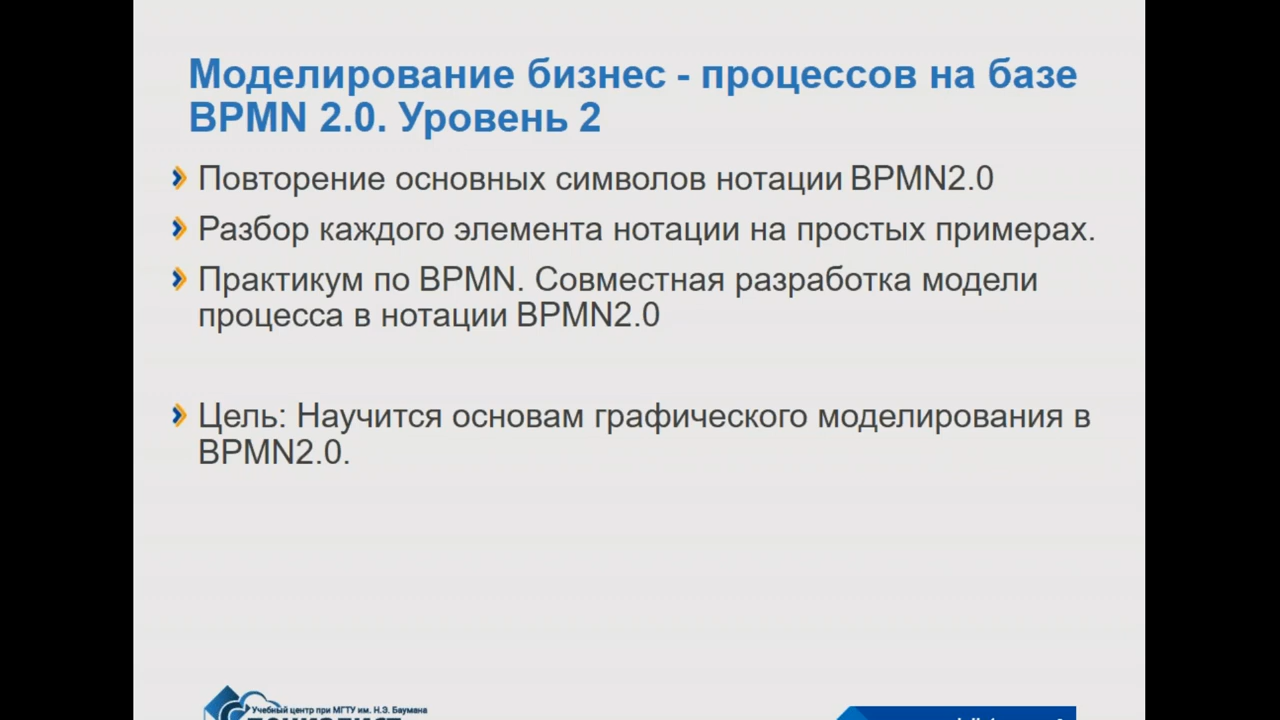 Моделирование бизнес - процессов на базе
BPMN 2.0. Уровень 2
Повторение основных символов нотации BPMN2.0
Разбор каждого элемента нотации на простых примерах.
Практикум по BPMN. Совместная разработка модели
процесса в нотации BPMN2.0
Цель: Научится основам графического моделирования в
BPMN2.0.
Учебный центр при МГТУ им. Н.Э. Баумана